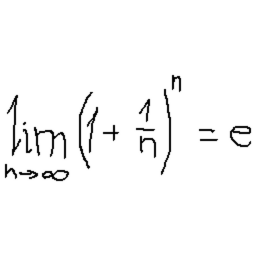 lim n→∞ (1 + 1/n)^n = e